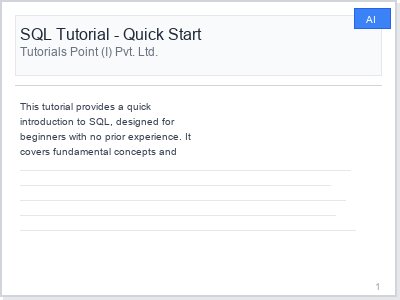 AI
SQL Tutorial - Quick Start
Tutorials Point (I) Pvt. Ltd.
This tutorial provides a quick
introduction to SQL, designed for
beginners with no prior experience. It
covers fundamental concepts and
1